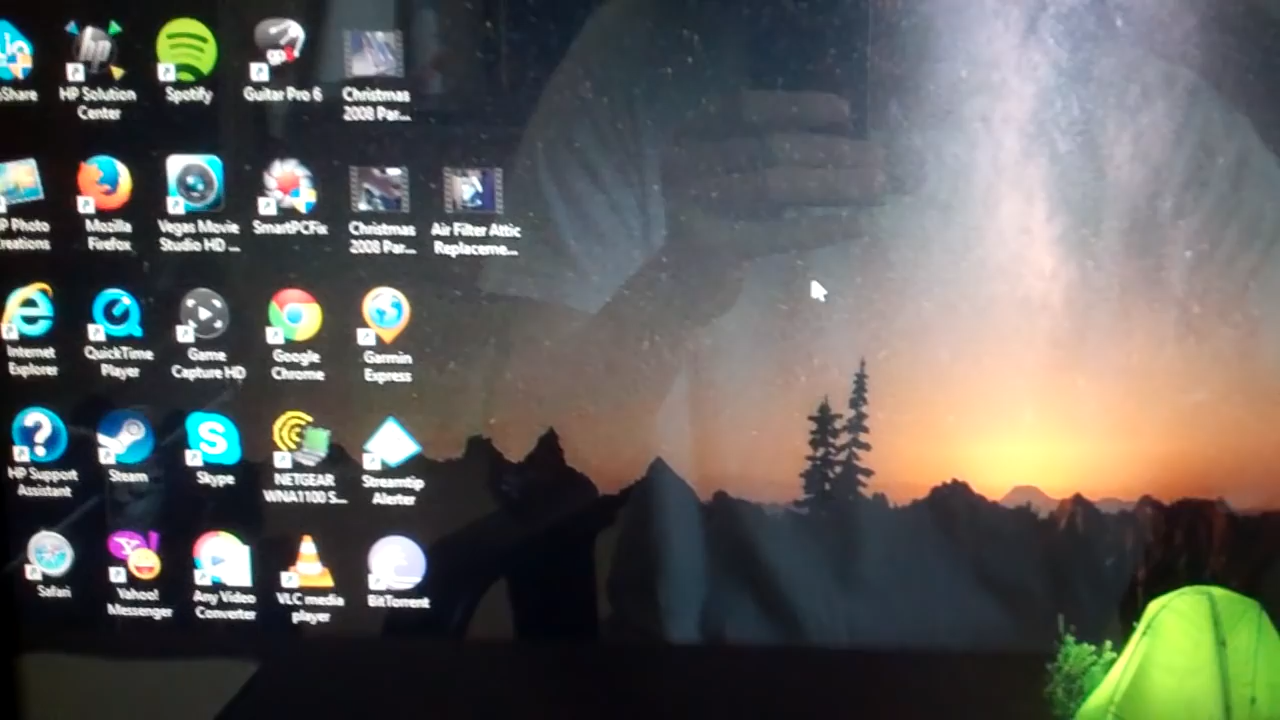 Share
HP Solution
Center
Spotify
Guitar Pro 6
Christmas
2008 Par...
P Photo
reations
Mozilla
Firefox
Vegas Movie
Studio HD ...
SmartPCFix
Christmas
2008 Par...
Air Filter Attic
Replaceme...
Internet
Explorer
QuickTime
Player
Game
Capture HD
Google
Chrome
Garmin
Express
HP Support
Assistant
Steam
Skype
NETGEAR
WNA1100 S...
Streamtip
Alerter
Safari
Yahoo!
Messenger
Any Video
Converter
VLC media
player
BitTorrent